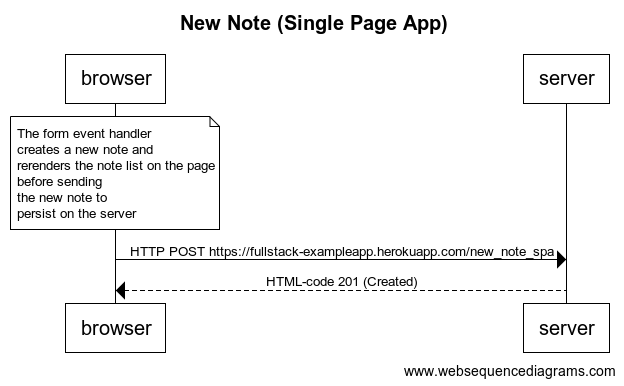 New Note (Single Page App)
browser
server
The form event handler
creates a new note and
rerenders the note list on the page
before sending
the new note to
persist on the server
HTTP POST https://fullstack-exampleapp.herokuapp.com/new_note_spa
HTML-code 201 (Created)
browser
server
www.websequencediagrams.com